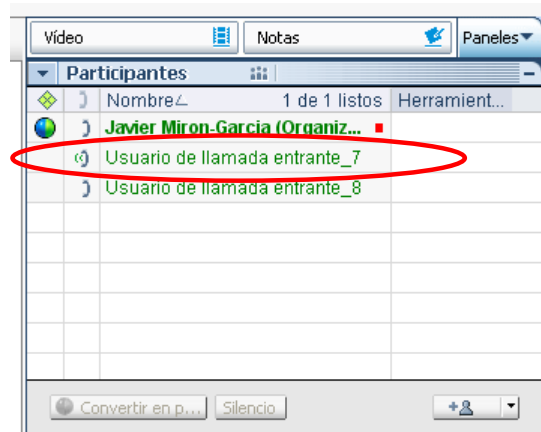 Vídeo Notas Paneles
Participantes
Nombre 1 de 1 listos Herramient...
Javier Miron-Garcia (Organiz...
Usuario de llamada entrante_7
Usuario de llamada entrante_8
Convertir en p... Silencio